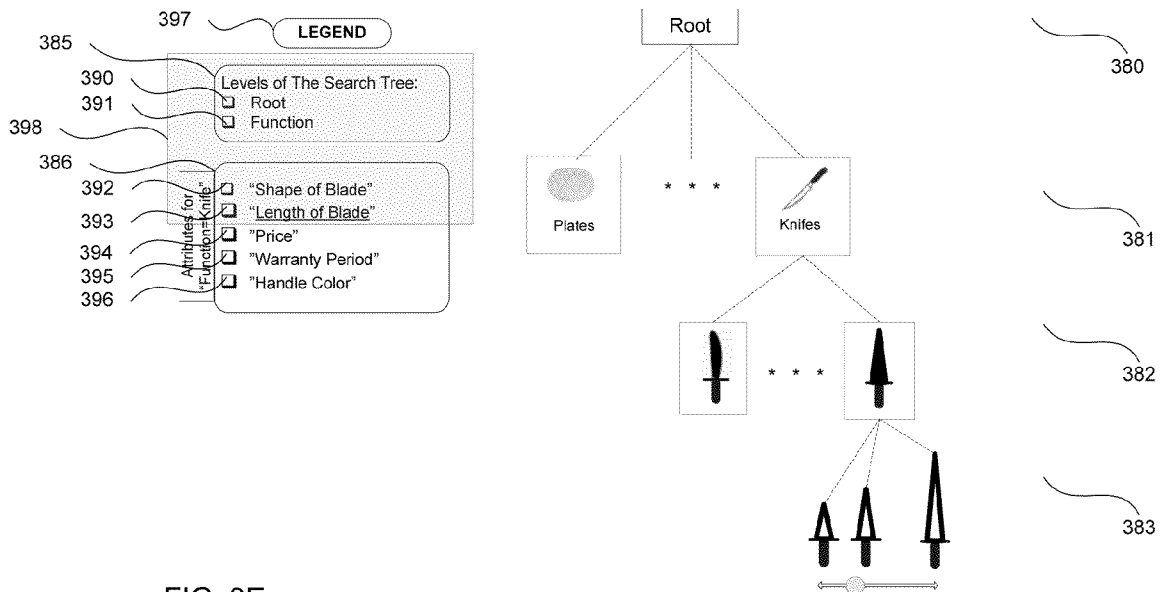 397
LEGEND
385
390
391
398
Levels of The Search Tree:
Root
Function
386
392
393
394
395
396
Attributes for
"Function=Knife"
"Shape of Blade"
"Length of Blade"
"Price"
"Warranty Period"
"Handle Color"
Root
380
Plates
* * *
Knifes
381
* * *
382
383